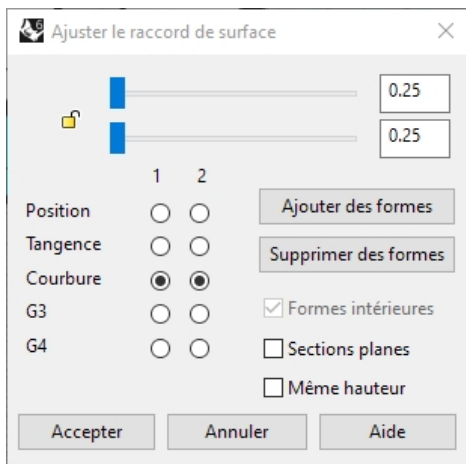 Ajuster le raccord de surface
0.25
0.25
1 2
Position
Ajouter des formes
Tangence
Supprimer des formes
Courbure
G3
Formes intérieures
G4
Sections planes
Même hauteur
Accepter Annuler Aide